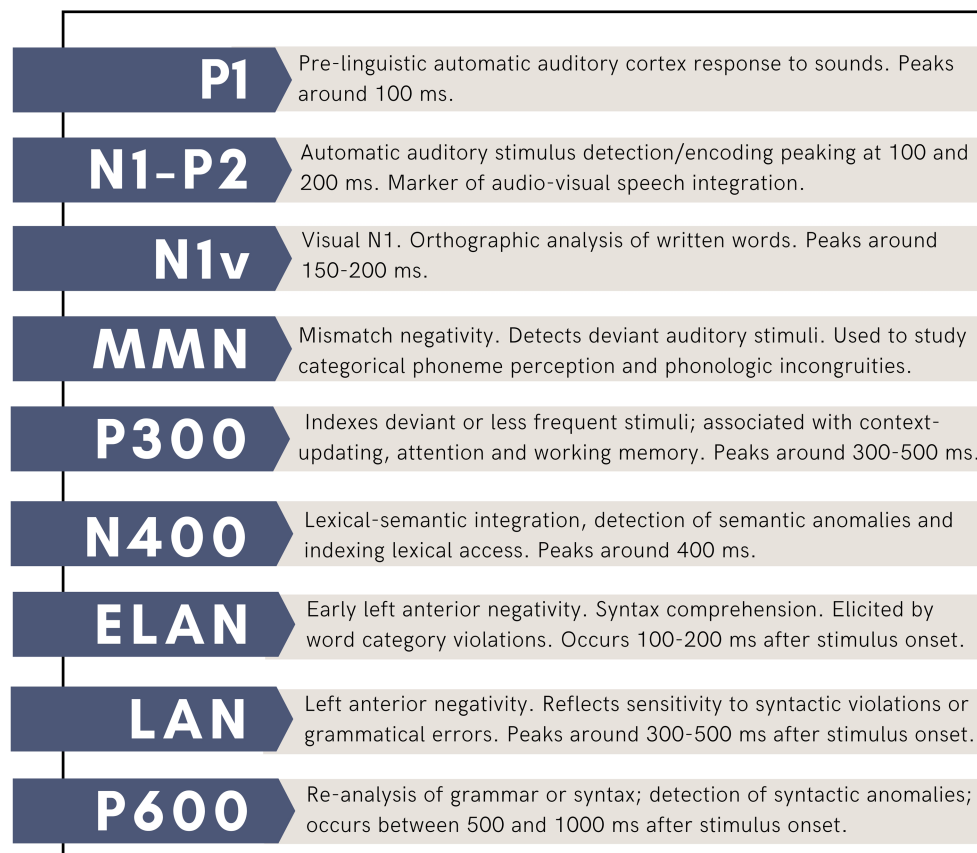 P1
Pre-linguistic automatic auditory cortex response to sounds. Peaks
around 100 ms.
N1-P2
Automatic auditory stimulus detection/encoding peaking at 100 and
200 ms. Marker of audio-visual speech integration.
N1v
Visual N1. Orthographic analysis of written words. Peaks around
150-200 ms.
MMN
Mismatch negativity. Detects deviant auditory stimuli. Used to study
categorical phoneme perception and phonologic incongruities.
P300
Indexes deviant or less frequent stimuli; associated with context-
updating, attention and working memory. Peaks around 300-500 ms.
N400
Lexical-semantic integration, detection of semantic anomalies and
indexing lexical access. Peaks around 400 ms.
ELAN
Early left anterior negativity. Syntax comprehension. Elicited by
word category violations. Occurs 100-200 ms after stimulus onset.
LAN
Left anterior negativity. Reflects sensitivity to syntactic violations or
grammatical errors. Peaks around 300-500 ms after stimulus onset.
P600
Re-analysis of grammar or syntax; detection of syntactic anomalies;
occurs between 500 and 1000 ms after stimulus onset.